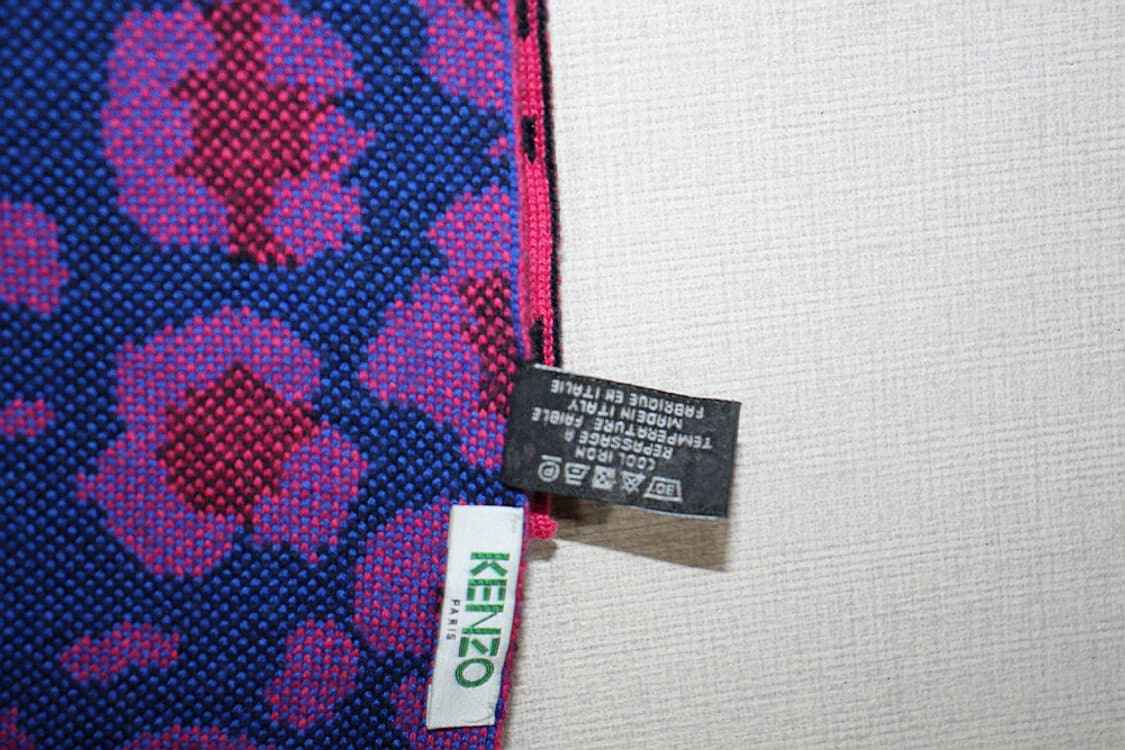 30°
P
COOL IRON
REPASSAGE A
TEMPERATURE FAIBLE
MADE IN ITALY
FABRIQUE EN ITALIE
KENZO
PARIS